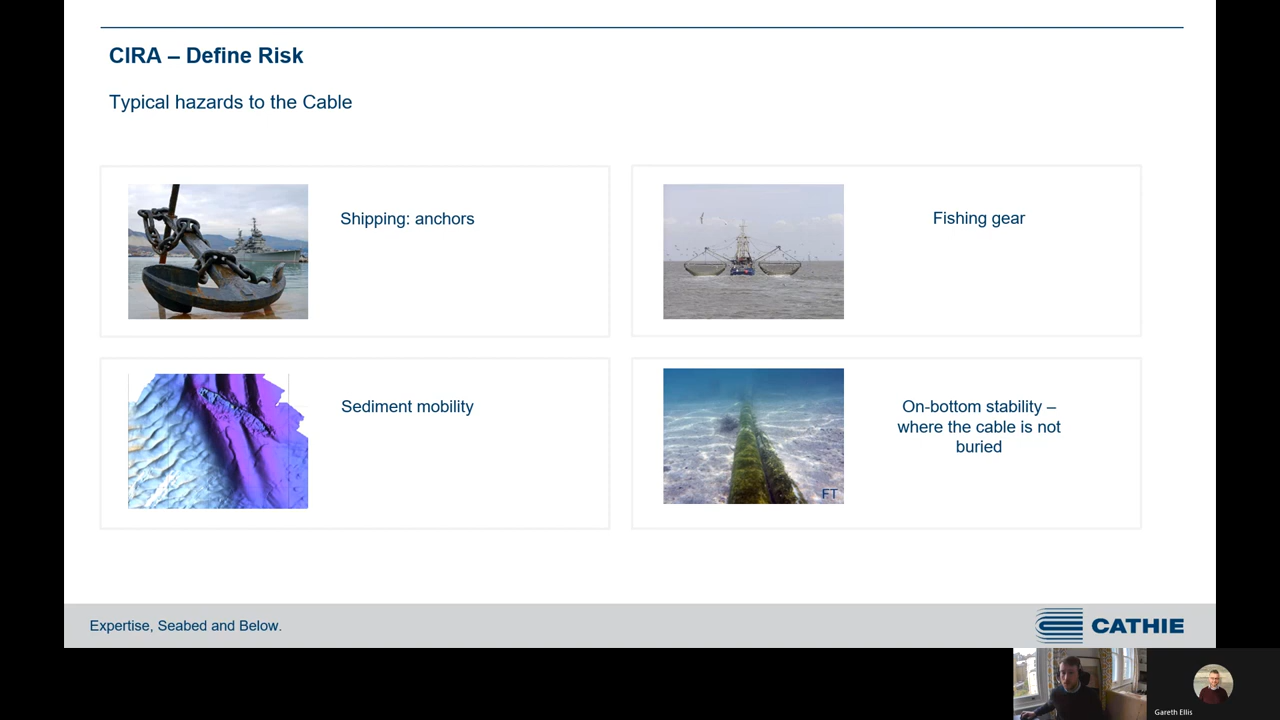 CIRA – Define Risk
Typical hazards to the Cable
Shipping: anchors
Fishing gear
Sediment mobility
On-bottom stability –
where the cable is not
buried
FT
Expertise, Seabed and Below.
CATHIE
Gareth Ellis